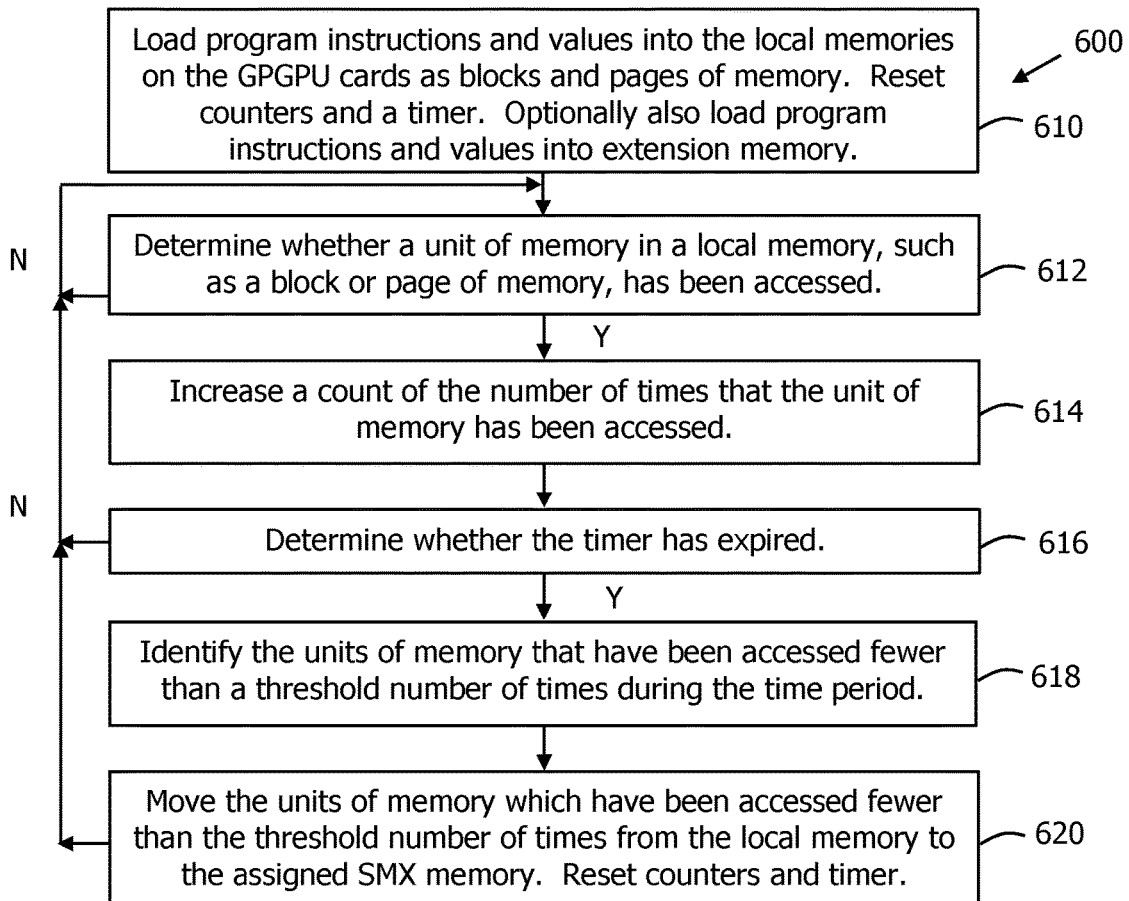 Load program instructions and values into the local memories
on the GPGPU cards as blocks and pages of memory. Reset
counters and a timer. Optionally also load program
instructions and values into extension memory.
600
610
N
Determine whether a unit of memory in a local memory, such
as a block or page of memory, has been accessed.
612
Y
Increase a count of the number of times that the unit of
memory has been accessed.
614
N
Determine whether the timer has expired.
616
Y
Identify the units of memory that have been accessed fewer
than a threshold number of times during the time period.
618
Move the units of memory which have been accessed fewer
than the threshold number of times from the local memory to
the assigned SMX memory. Reset counters and timer.
620